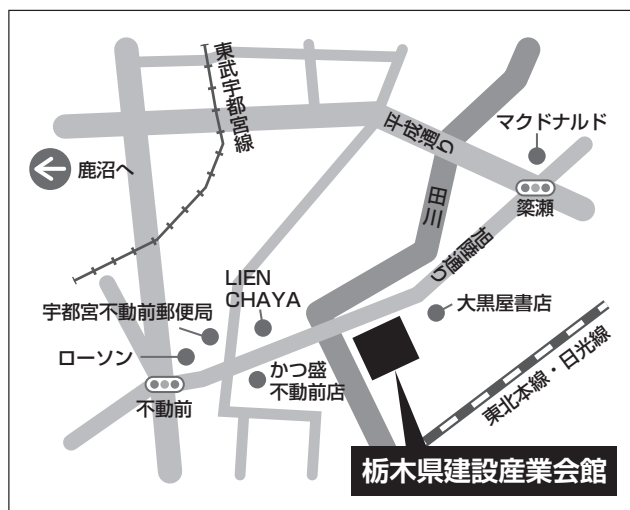 東武宇都宮線
平成通り
マクドナルド
鹿沼へ
簗瀬
田川
旭陸通り
LIEN
CHAYA
宇都宮不動前郵便局
大黒屋書店
ローソン
かつ盛
不動前店
不動前
東北本線・日光線
栃木県建設産業会館